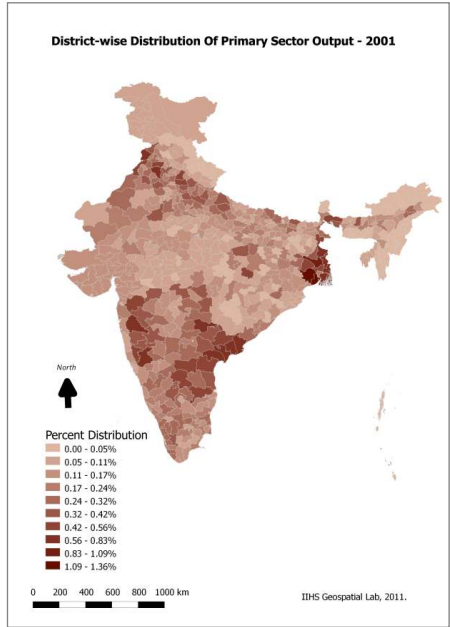 District-wise Distribution Of Primary Sector Output - 2001
North
Percent Distribution
0.00 - 0.05%
0.05 - 0.11%
0.11 - 0.17%
0.17 - 0.24%
0.24 - 0.32%
0.32 - 0.42%
0.42 - 0.56%
0.56 - 0.83%
0.83 - 1.09%
1.09 - 1.36%
0 200 400 600 800 1000 km
IIHS Geospatial Lab, 2011.